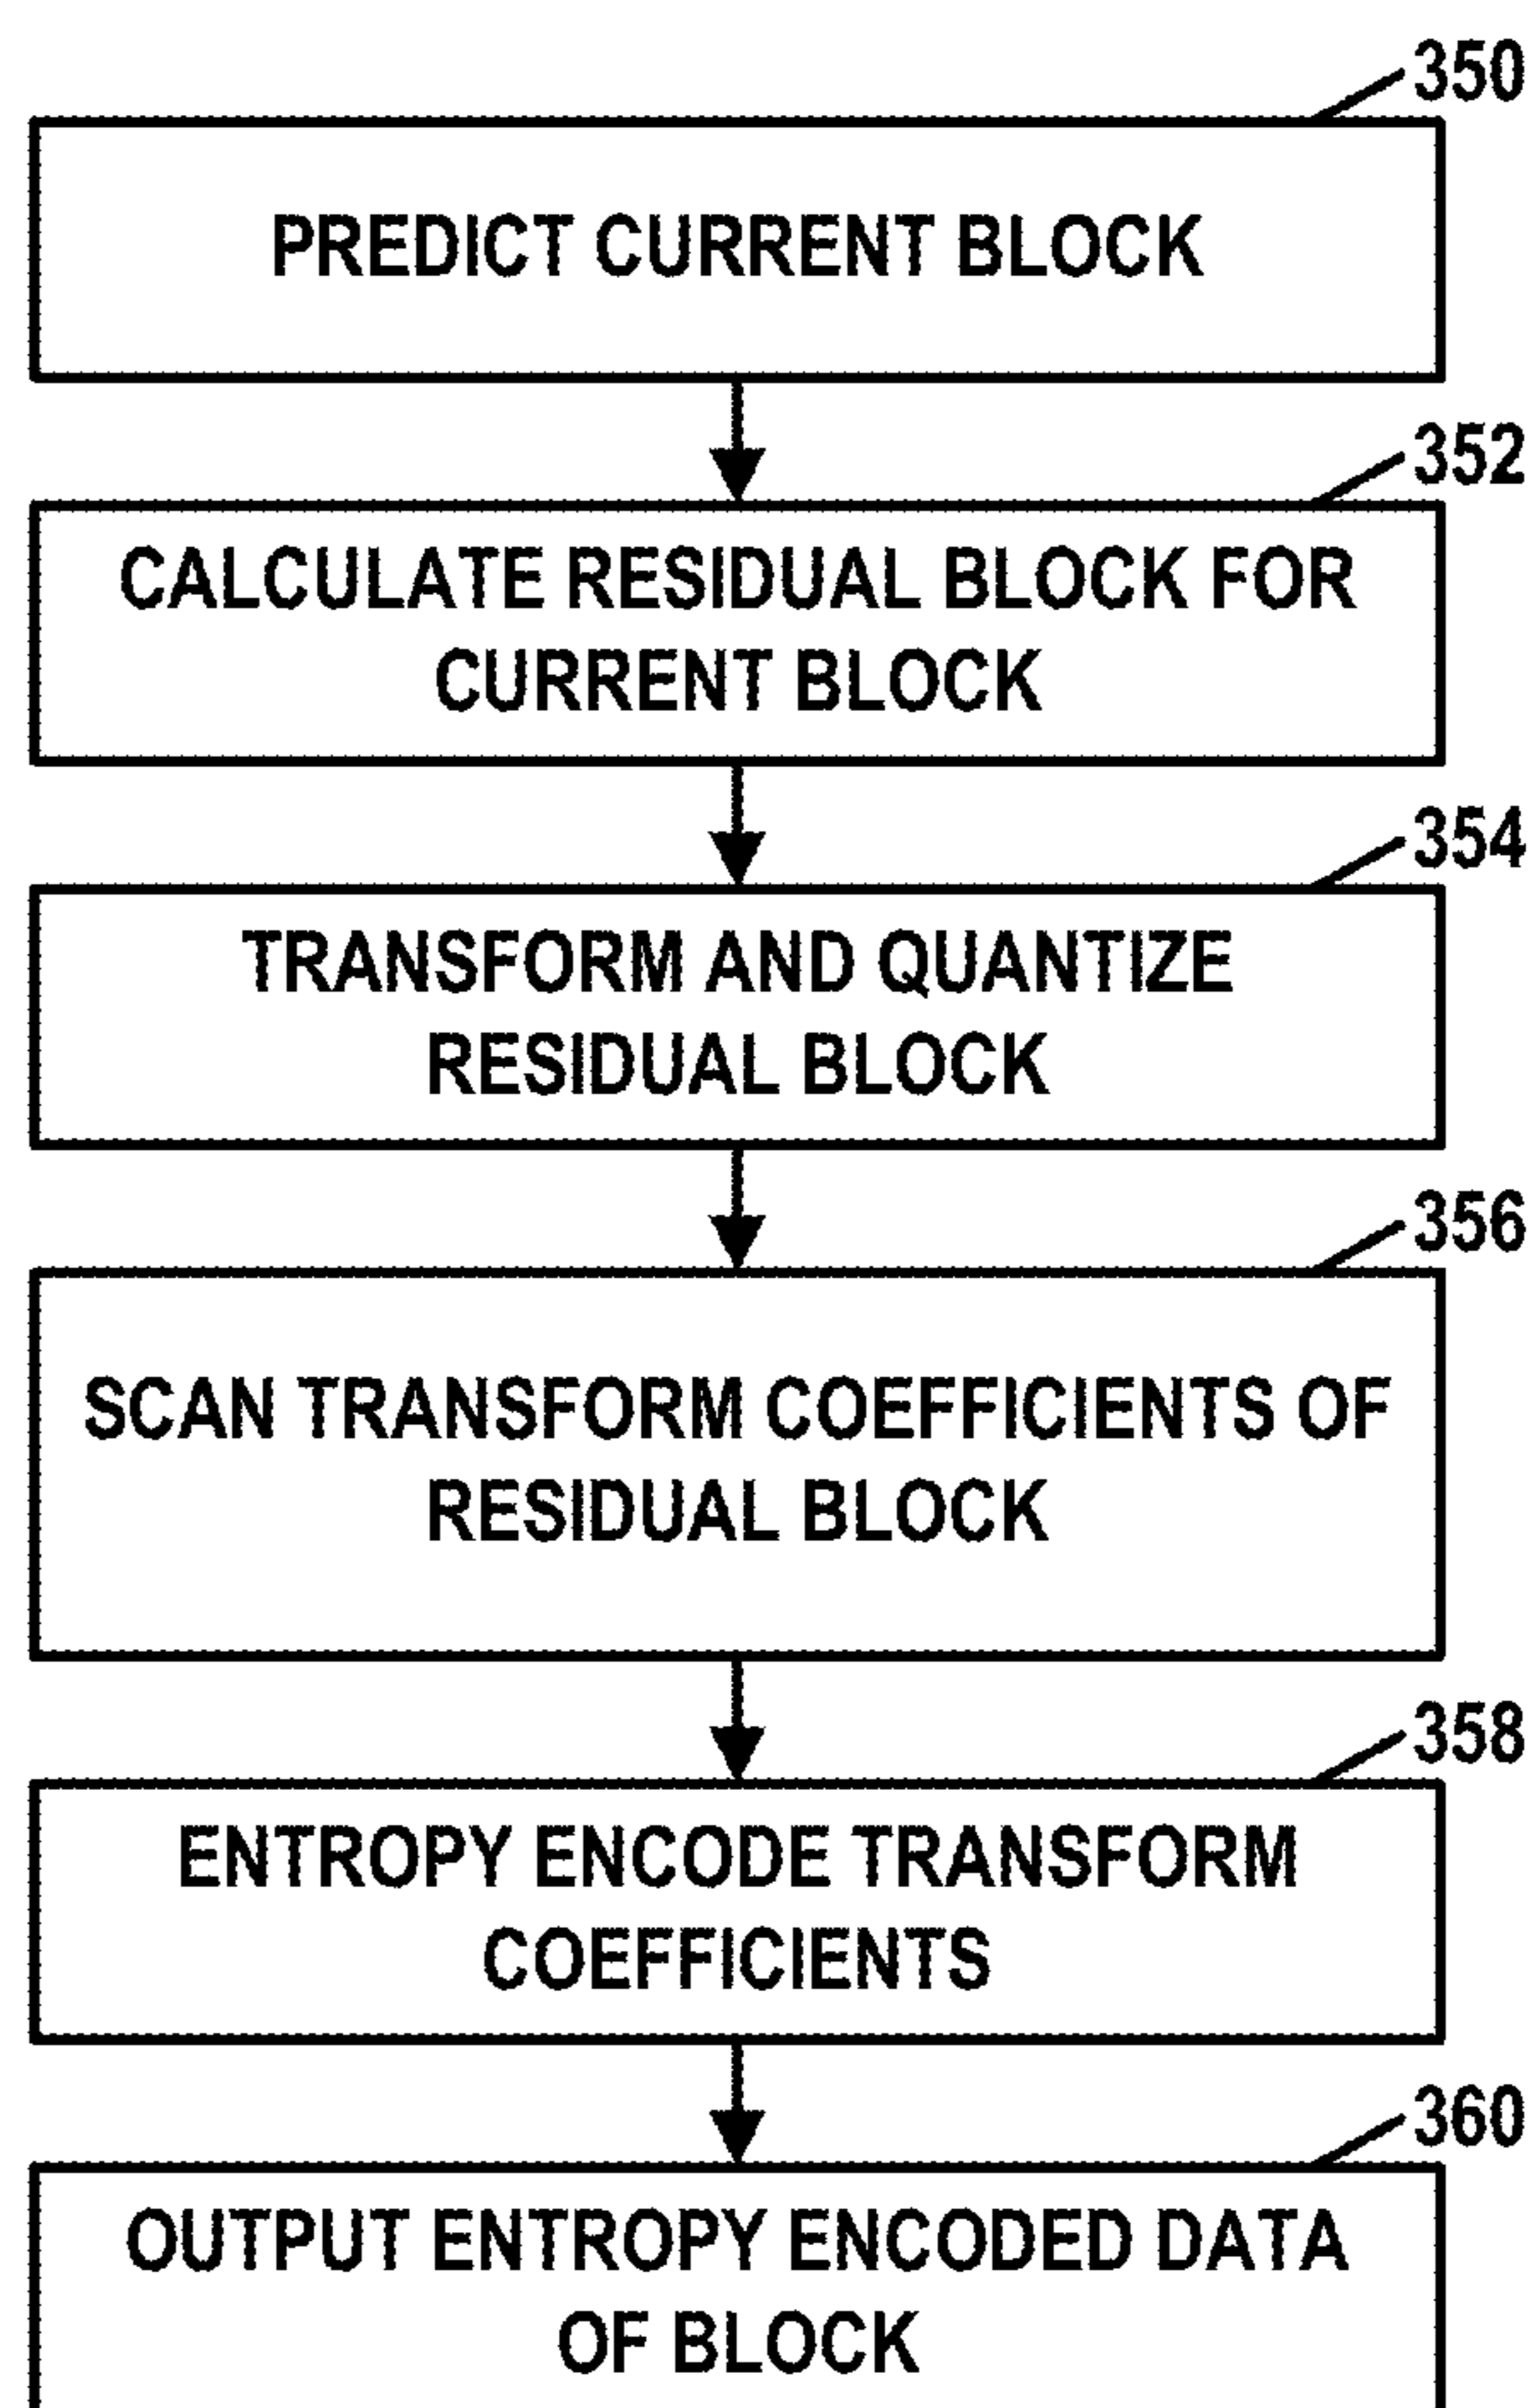 350
PREDICT CURRENT BLOCK
352
CALCULATE RESIDUAL BLOCK FOR
CURRENT BLOCK
354
TRANSFORM AND QUANTIZE
RESIDUAL BLOCK
356
SCAN TRANSFORM COEFFICIENTS OF
RESIDUAL BLOCK
358
ENTROPY ENCODE TRANSFORM
COEFFICIENTS
360
OUTPUT ENTROPY ENCODED DATA
OF BLOCK